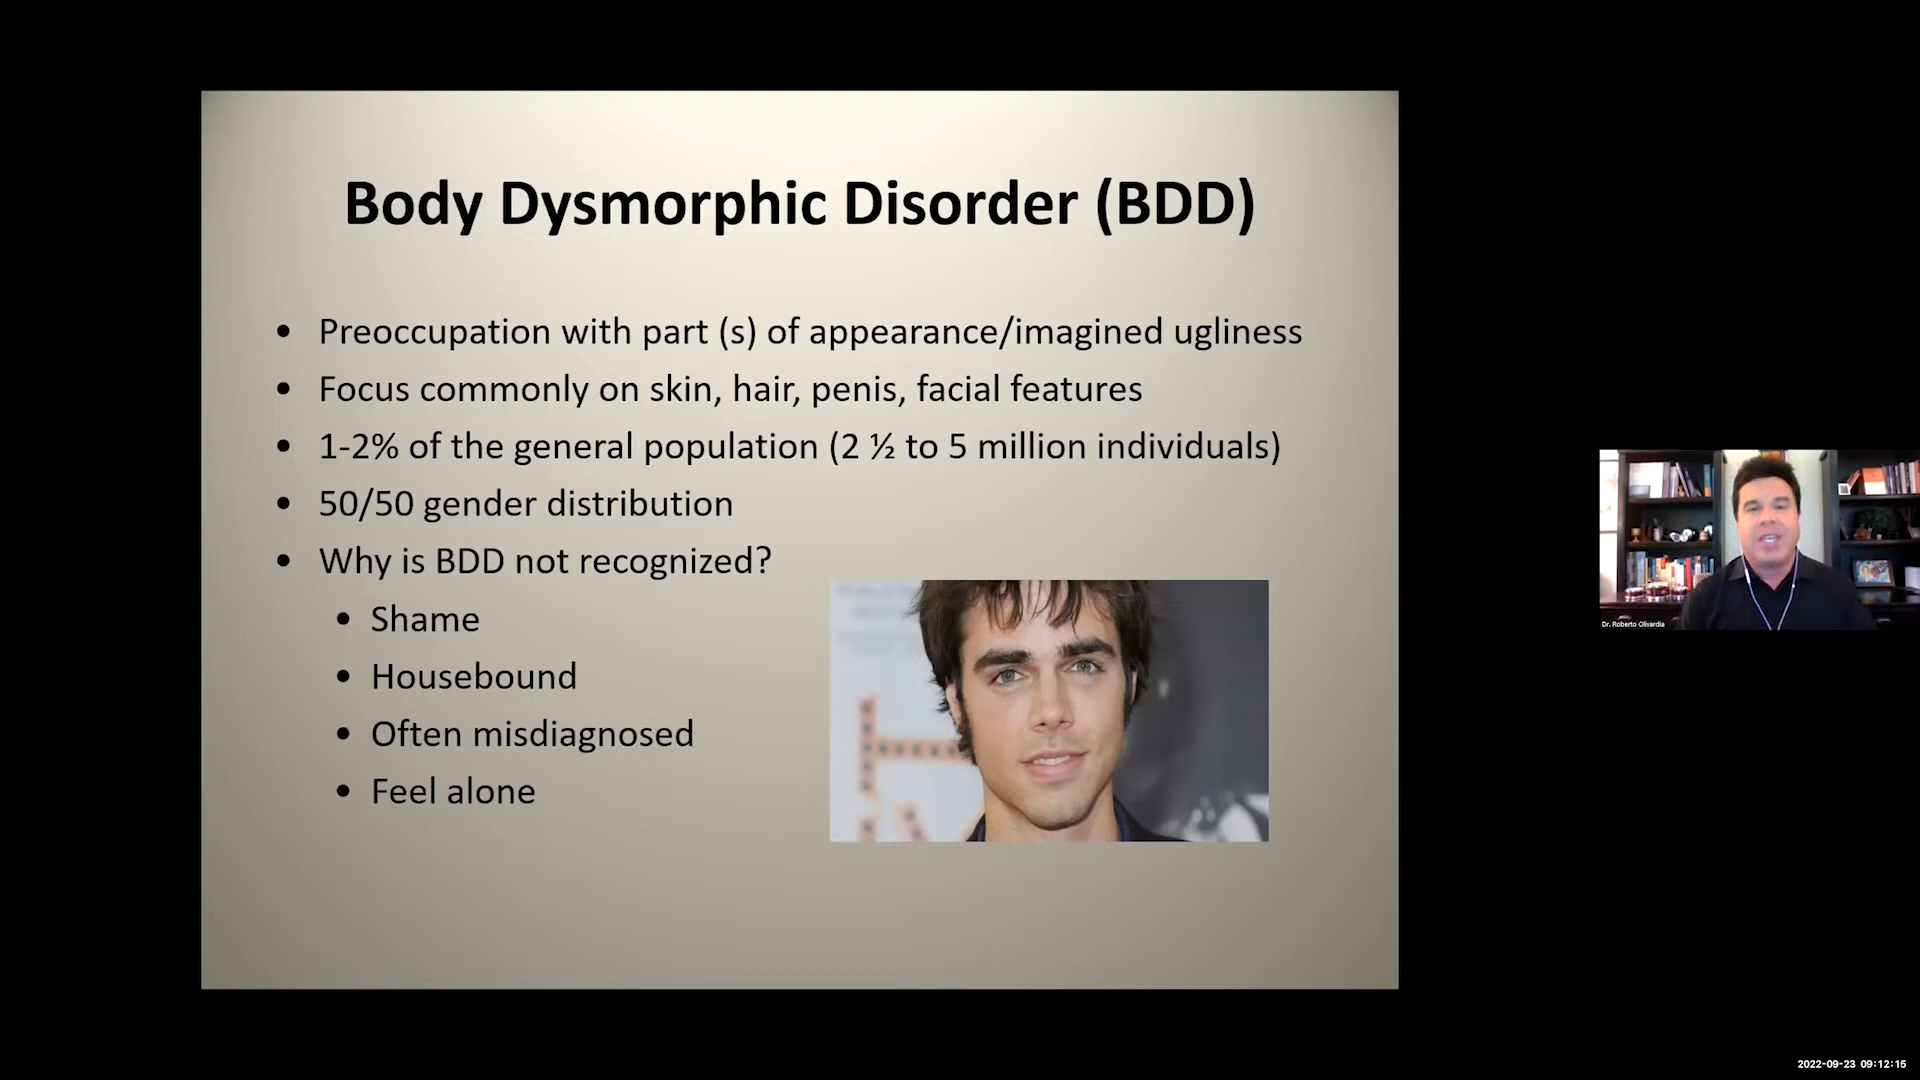 Body Dysmorphic Disorder (BDD)
• Preoccupation with part (s) of appearance/imagined ugliness
• Focus commonly on skin, hair, penis, facial features
• 1-2% of the general population (2 ½ to 5 million individuals)
• 50/50 gender distribution
• Why is BDD not recognized?
• Shame
• Housebound
• Often misdiagnosed
• Feel alone
Dr. Roberto Olivardia
2022-09-23 09:12:15